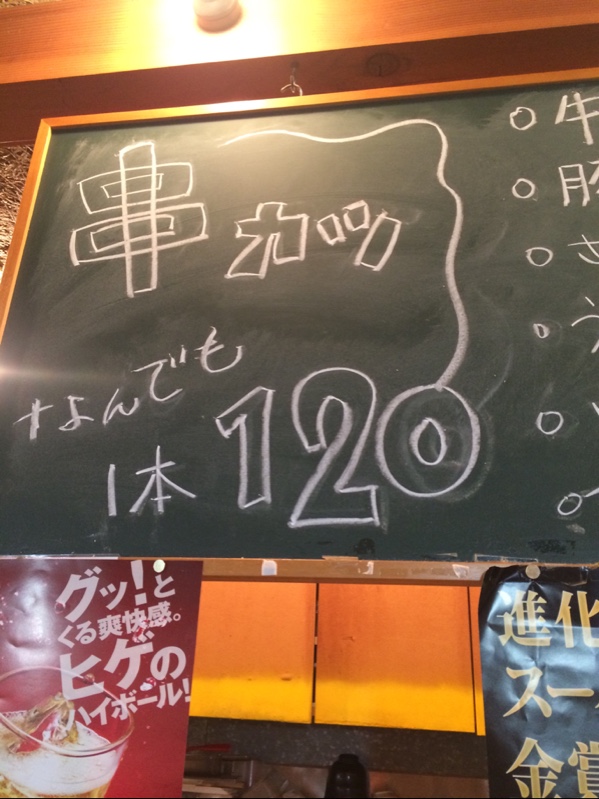 串カツ
なんでも
1本 120
○牛
○豚
○さ
○う
グッ!と
くる爽快感。
ヒゲの
ハイボール!
進化
スー
金賞